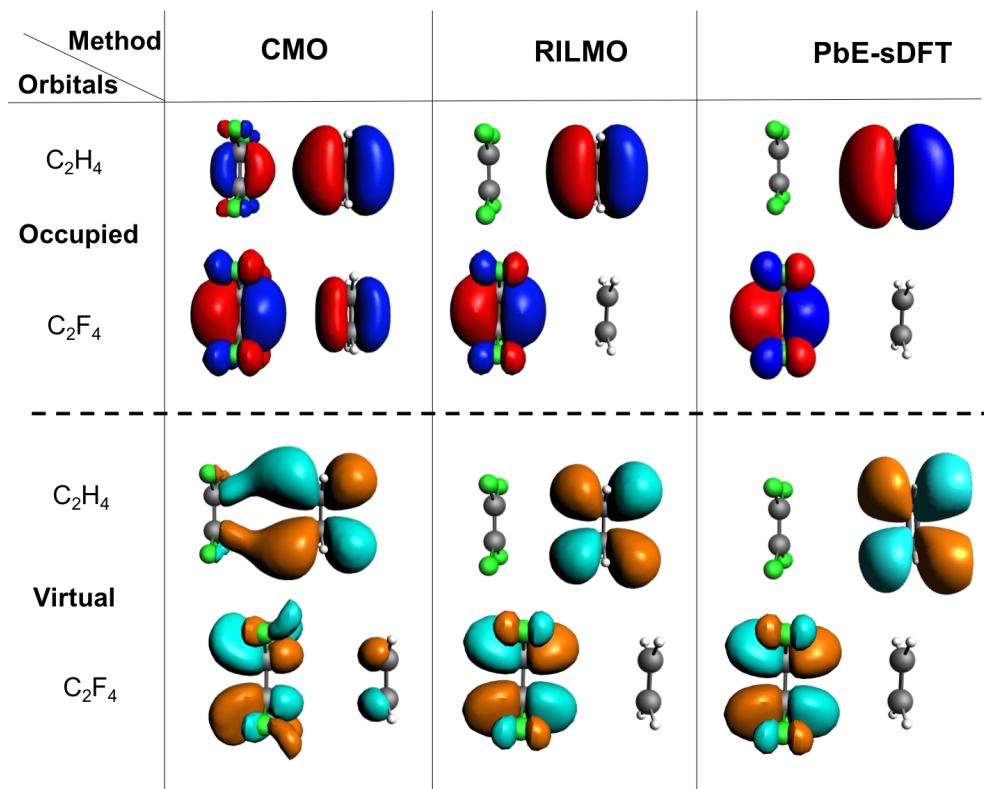 Method
Orbitals
CMO
RILMO
PbE-sDFT
C₂H₄
Occupied
C₂F₄
C₂H₄
Virtual
C₂F₄